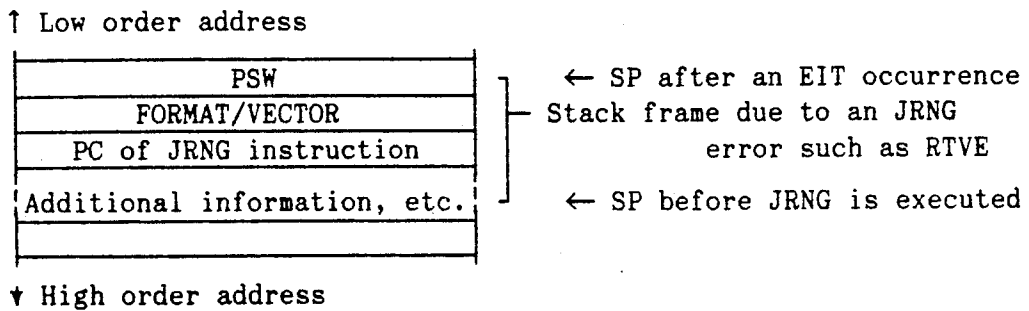 ↑ Low order address
PSW ← SP after an EIT occurrence
FORMAT/VECTOR Stack frame due to an JRNG
PC of JRNG instruction error such as RTVE
Additional information, etc. ← SP before JRNG is executed
↓ High order address